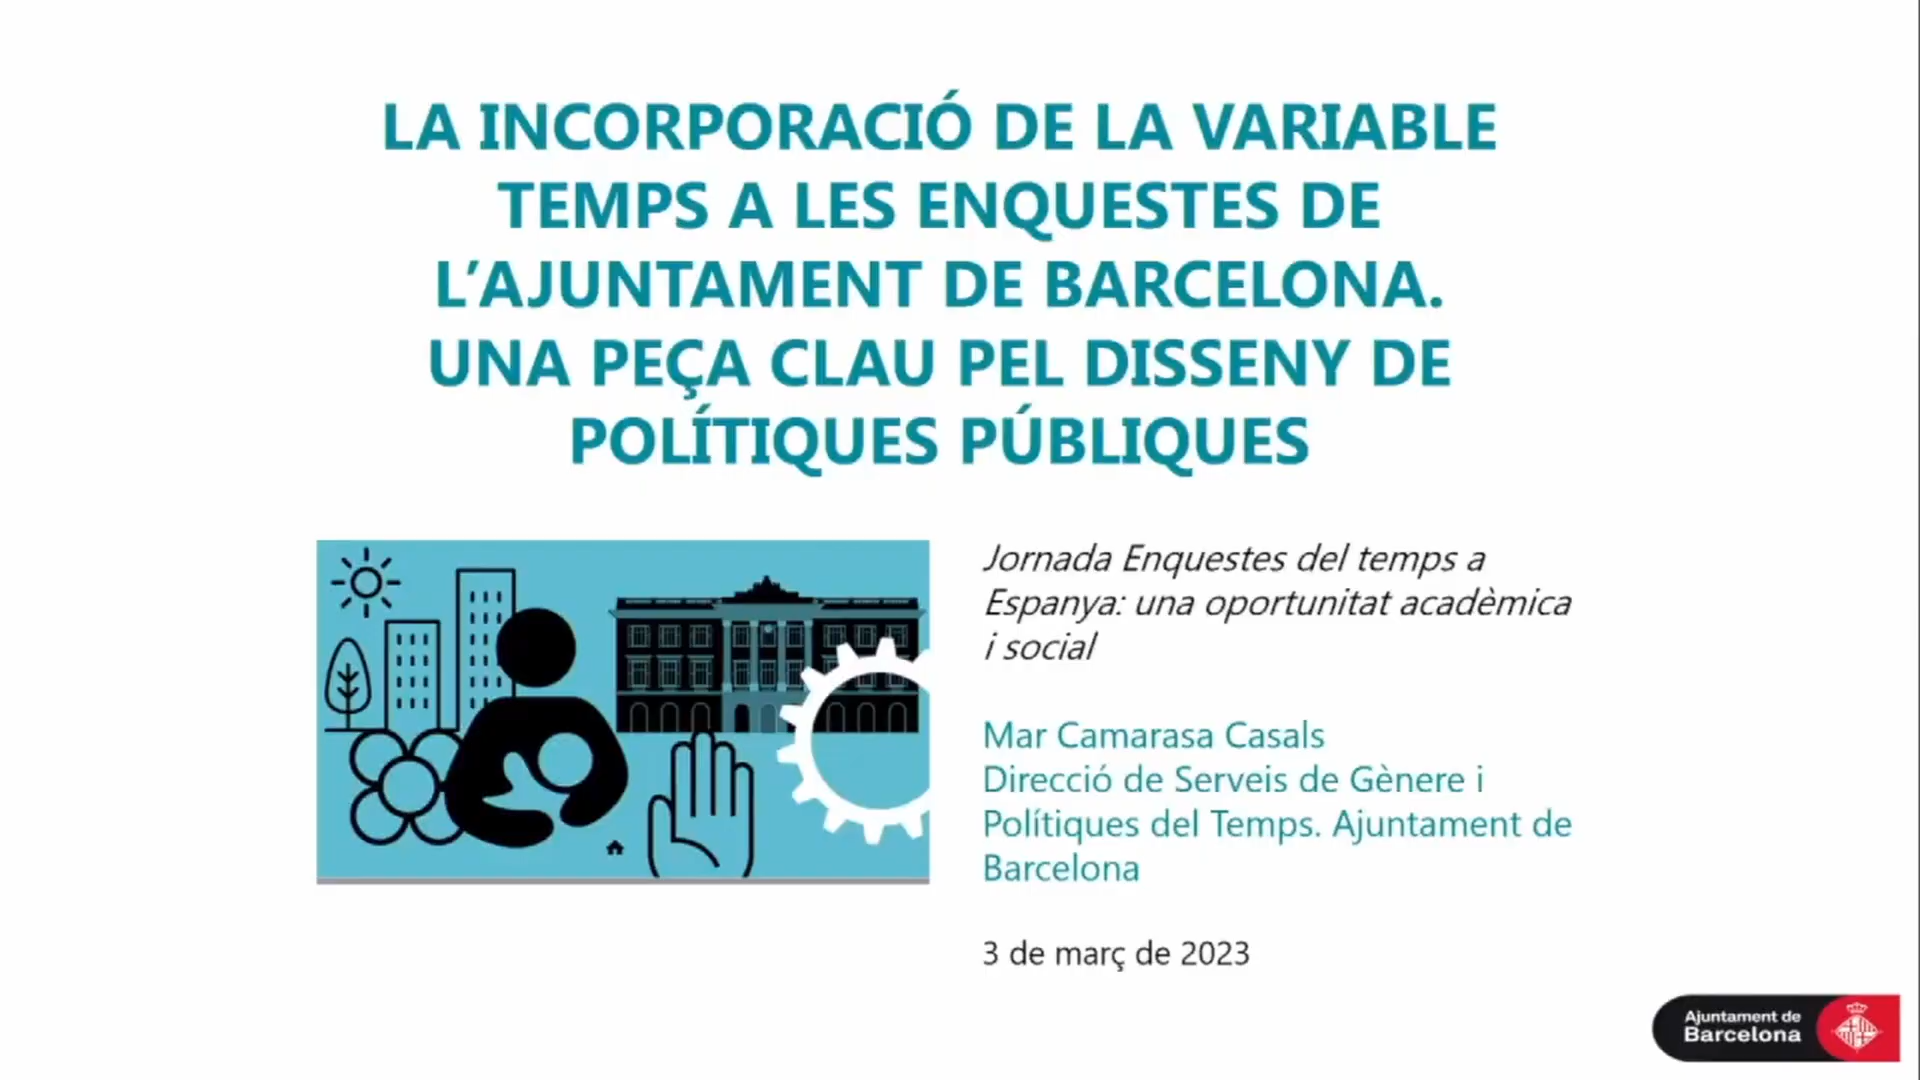 LA INCORPORACIÓ DE LA VARIABLE
TEMPS A LES ENQUESTES DE
L’AJUNTAMENT DE BARCELONA.
UNA PEÇA CLAU PEL DISSENY DE
POLÍTIQUES PÚBLIQUES
Jornada Enquestes del temps a
Espanya: una oportunitat acadèmica
i social
Mar Camarasa Casals
Direcció de Serveis de Gènere i
Polítiques del Temps. Ajuntament de
Barcelona
3 de març de 2023
Ajuntament de
Barcelona